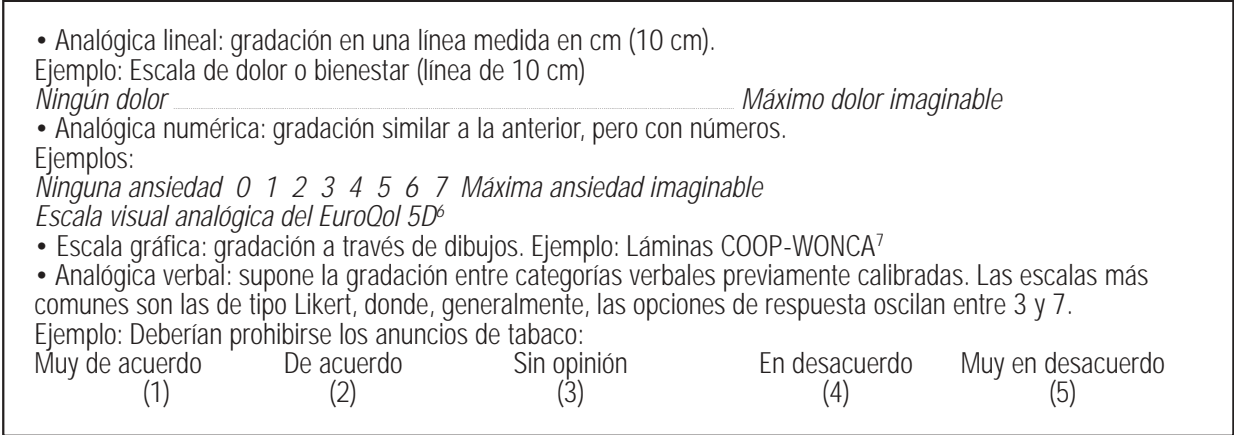 • Analógica lineal: gradación en una línea medida en cm (10 cm).
Ejemplo: Escala de dolor o bienestar (línea de 10 cm)
Ningún dolor ........ Máximo dolor imaginable
• Analógica numérica: gradación similar a la anterior, pero con números.
Ejemplos:
Ninguna ansiedad 0 1 2 3 4 5 6 7 Máxima ansiedad imaginable
Escala visual analógica del EuroQol 5D⁶
• Escala gráfica: gradación a través de dibujos. Ejemplo: Láminas COOP-WONCA⁷
• Analógica verbal: supone la gradación entre categorías verbales previamente calibradas. Las escalas más
comunes son las de tipo Likert, donde, generalmente, las opciones de respuesta oscilan entre 3 y 7.
Ejemplo: Deberían prohibirse los anuncios de tabaco:
Muy de acuerdo De acuerdo Sin opinión En desacuerdo Muy en desacuerdo
(1) (2) (3) (4) (5)